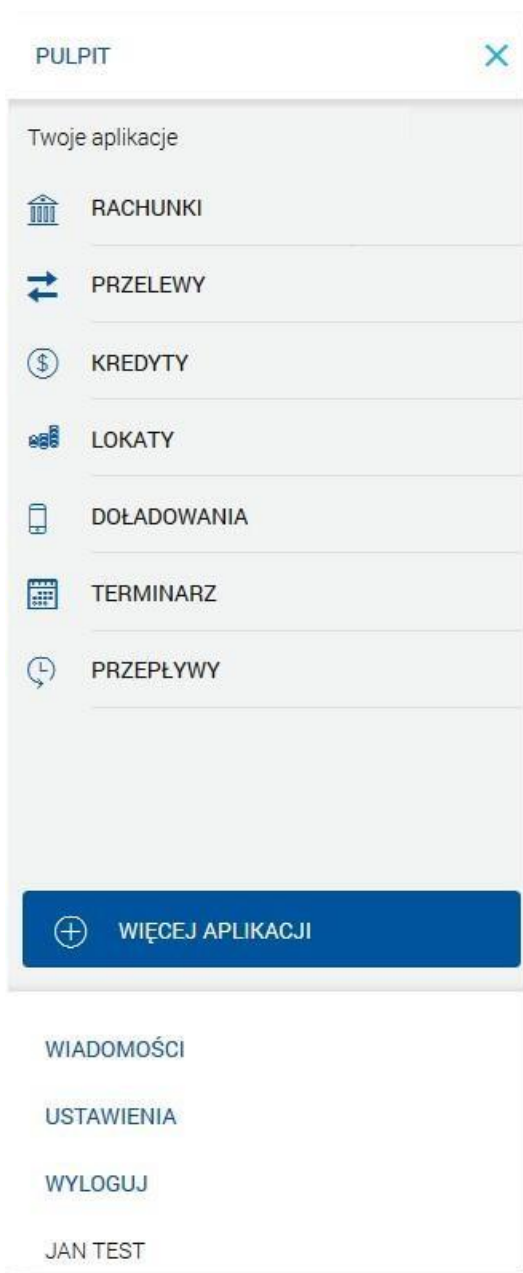 PULPIT
Twoje aplikacje
RACHUNKI
PRZELEWY
KREDYTY
LOKATY
DOŁADOWANIA
TERMINARZ
PRZEPŁYWY
WIĘCEJ APLIKACJI
WIADOMOŚCI
USTAWIENIA
WYLOGUJ
JAN TEST